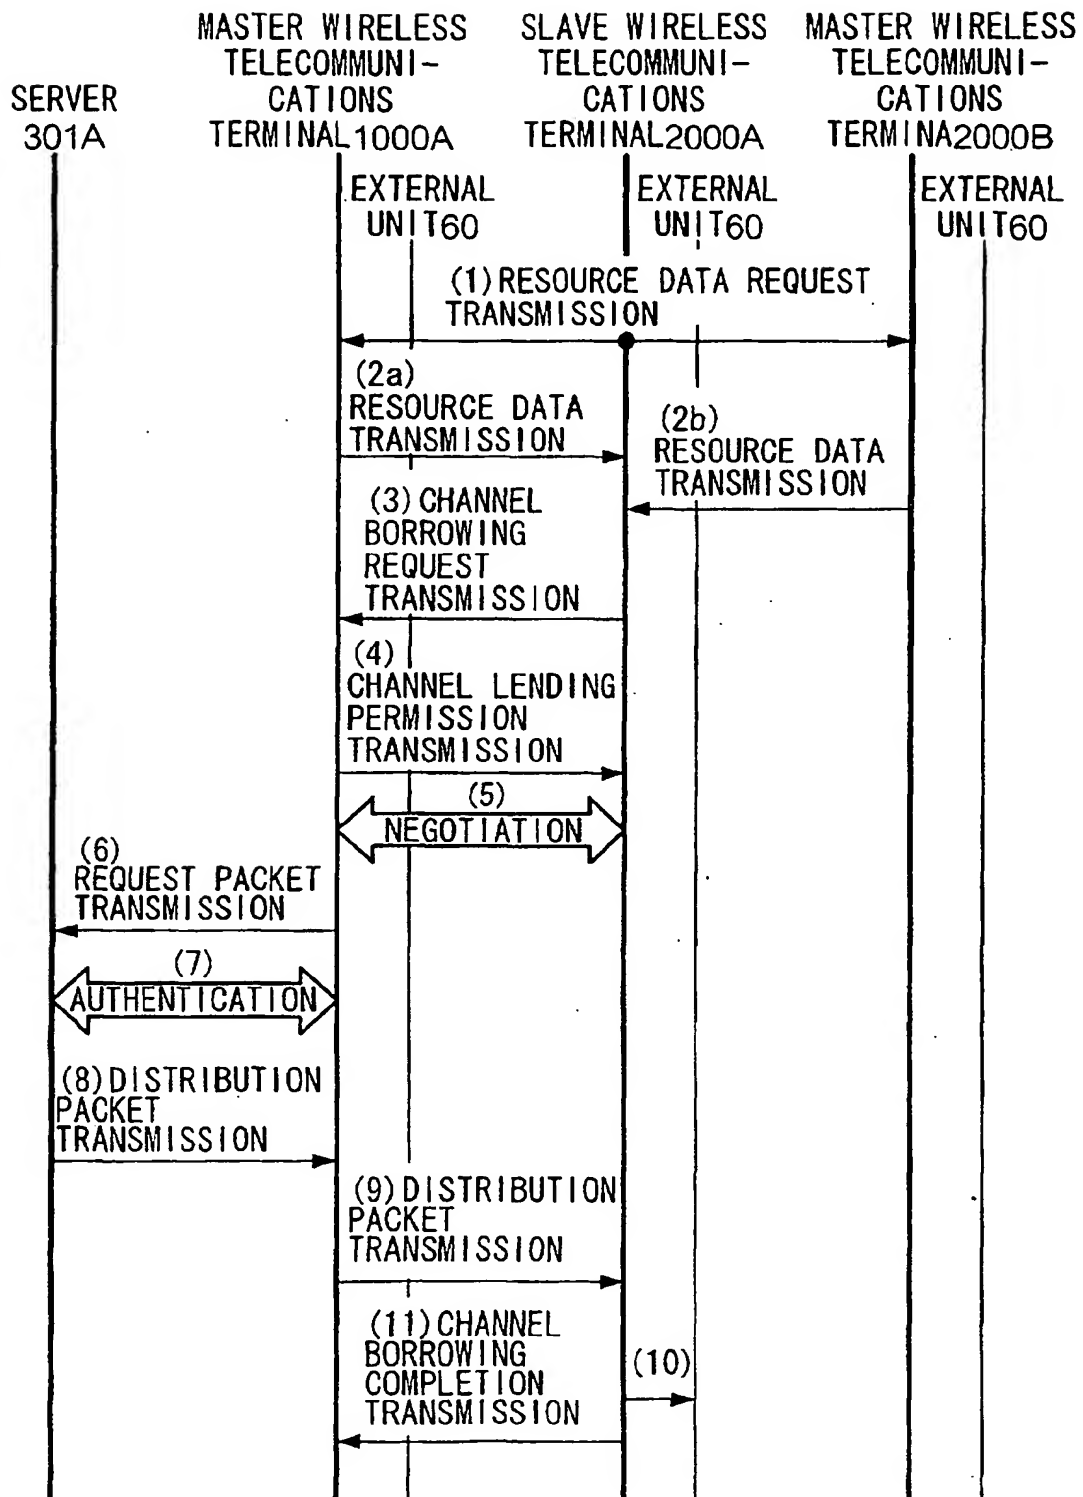 SERVER
301A
MASTER WIRELESS
TELECOMMUNI-
CATIONS
TERMINAL1000A
SLAVE WIRELESS
TELECOMMUNI-
CATIONS
TERMINAL2000A
MASTER WIRELESS
TELECOMMUNI-
CATIONS
TERMINA2000B
EXTERNAL
UNIT60
EXTERNAL
UNIT60
EXTERNAL
UNIT60
(1)RESOURCE DATA REQUEST
TRANSMISSION
(2a)
RESOURCE DATA
TRANSMISSION
(2b)
RESOURCE DATA
TRANSMISSION
(3)CHANNEL
BORROWING
REQUEST
TRANSMISSION
(4)
CHANNEL LENDING
PERMISSION
TRANSMISSION
(5)
NEGOTIATION
(6)
REQUEST PACKET
TRANSMISSION
(7)
AUTHENTICATION
(8)DISTRIBUTION
PACKET
TRANSMISSION
(9)DISTRIBUTION
PACKET
TRANSMISSION
(11)CHANNEL
BORROWING
COMPLETION
TRANSMISSION
(10)